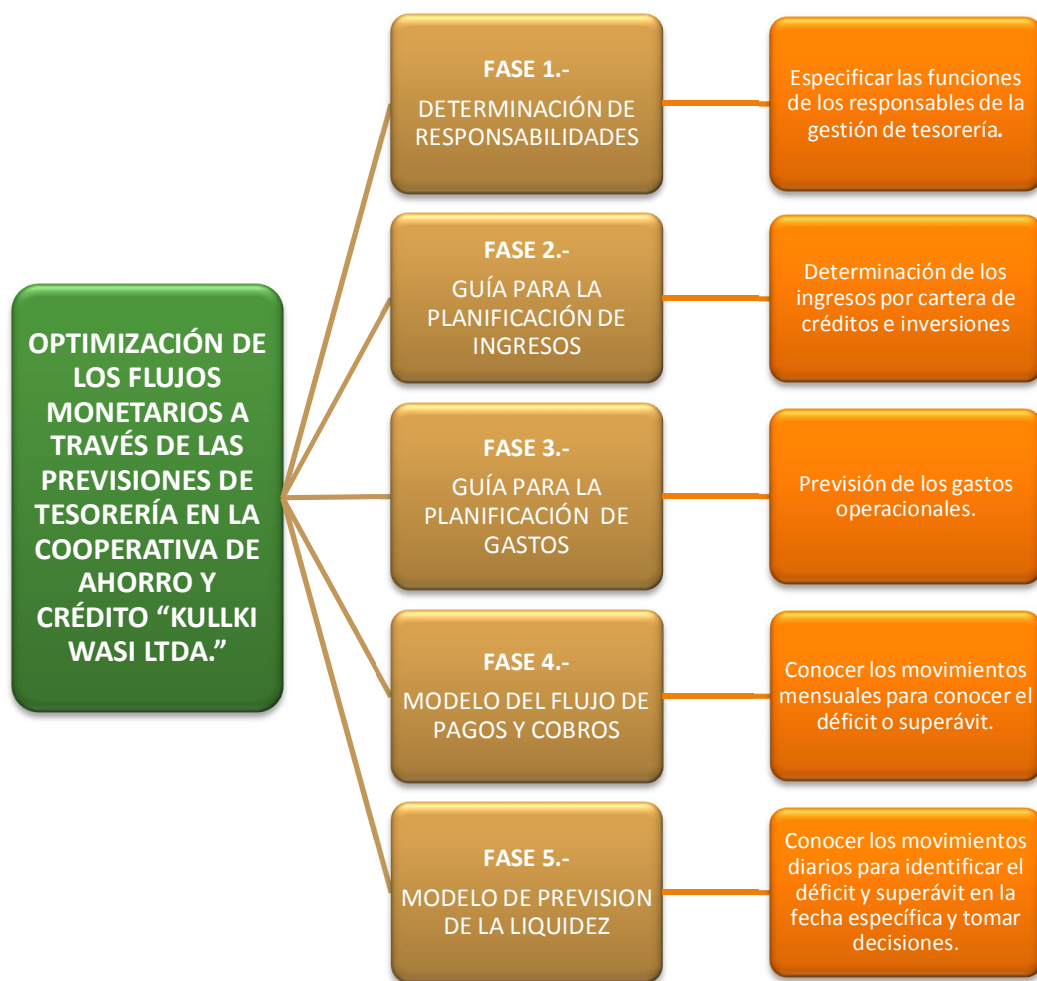 OPTIMIZACIÓN DE
LOS FLUJOS
MONETARIOS A
TRAVÉS DE LAS
PREVISIONES DE
TESORERÍA EN LA
COOPERATIVA DE
AHORRO Y
CRÉDITO “KULLKI
WASI LTDA.”
FASE 1.-
DETERMINACIÓN DE
RESPONSABILIDADES
Especificar las funciones
de los responsables de la
gestión de tesorería.
FASE 2.-
GUÍA PARA LA
PLANIFICACIÓN DE
INGRESOS
Determinación de los
ingresos por cartera de
créditos e inversiones
FASE 3.-
GUÍA PARA LA
PLANIFICACIÓN DE
GASTOS
Previsión de los gastos
operacionales.
FASE 4.-
MODELO DEL FLUJO DE
PAGOS Y COBROS
Conocer los movimientos
mensuales para conocer el
déficit o superávit.
FASE 5.-
MODELO DE PREVISION
DE LA LIQUIDEZ
Conocer los movimientos
diarios para identificar el
déficit y superávit en la
fecha específica y tomar
decisiones.